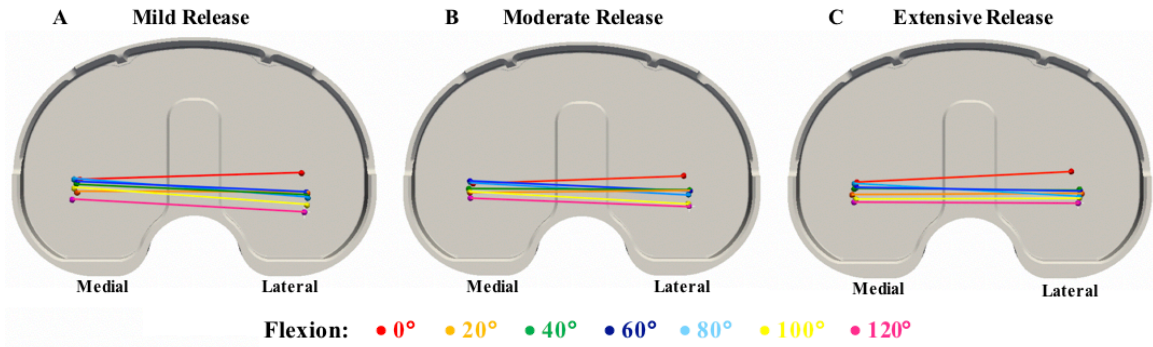 A Mild Release
B Moderate Release
C Extensive Release
Medial Lateral
Medial Lateral
Medial Lateral
Flexion: 0° 20° 40° 60° 80° 100° 120°